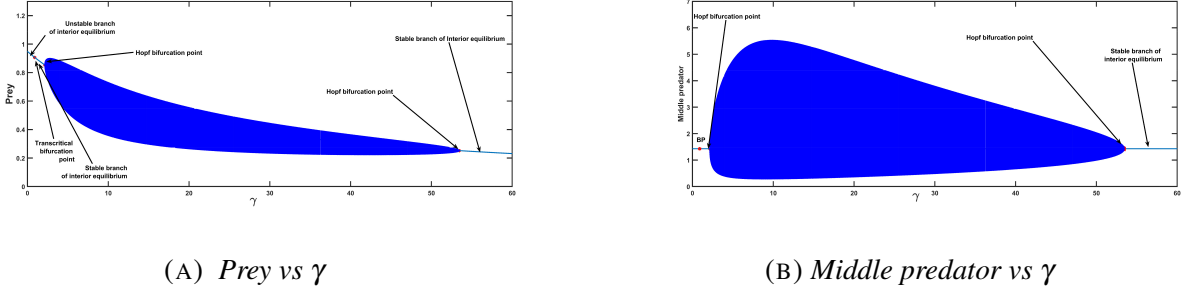 Unstable branch
of interior equilibrium
Hopf bifurcation point
Stable branch of Interior equilibrium
Hopf bifurcation point
Transcritical
bifurcation
point
Stable branch
of interior equilibrium
Prey
1.2
1
0.8
0.6
0.4
0.2
0
0 10 20 30 40 50 60
γ
(A) Prey vs γ
Hopf bifurcation point
Hopf bifurcation point
Stable branch of
interior equilibrium
BP
Middle predator
7
6
5
4
3
2
1
0
0 10 20 30 40 50 60
γ
(B) Middle predator vs γ